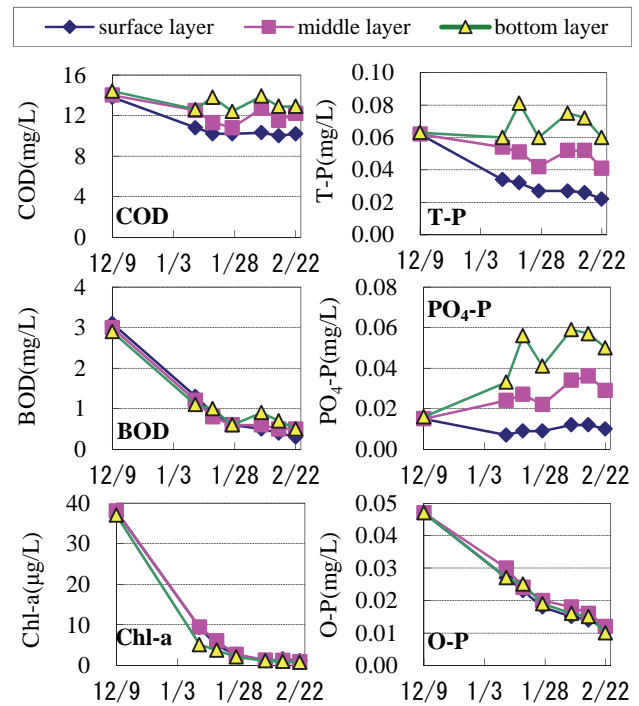 surface layer middle layer bottom layer
COD(mg/L)
16
12
8
4
0
COD
12/9 1/3 1/28 2/22
T-P(mg/L)
0.10
0.08
0.06
0.04
0.02
0.00
T-P
12/9 1/3 1/28 2/22
BOD(mg/L)
4
3
2
1
0
BOD
12/9 1/3 1/28 2/22
PO₄-P(mg/L)
0.08
0.06
0.04
0.02
0.00
PO₄-P
12/9 1/3 1/28 2/22
Chl-a(μg/L)
40
30
20
10
0
Chl-a
12/9 1/3 1/28 2/22
O-P(mg/L)
0.05
0.04
0.03
0.02
0.01
0.00
O-P
12/9 1/3 1/28 2/22